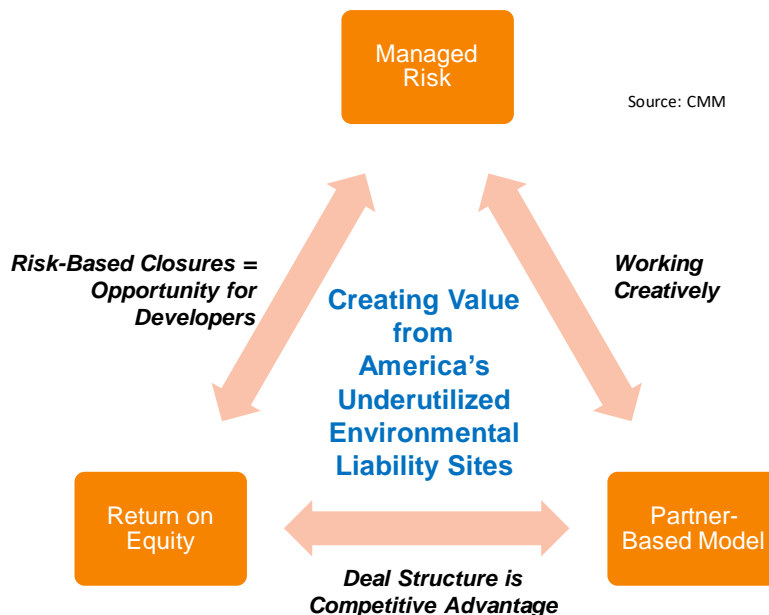 Managed
Risk
Source: CMM
Risk-Based Closures =
Opportunity for
Developers
Working
Creatively
Creating Value
from
America’s
Underutilized
Environmental
Liability Sites
Return on
Equity
Partner-
Based Model
Deal Structure is
Competitive Advantage